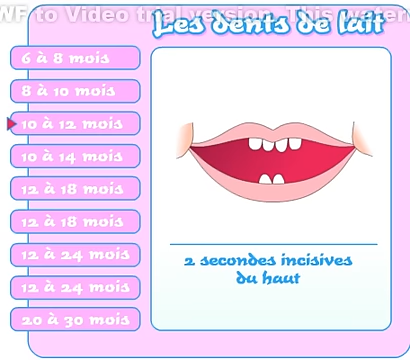 WF to Video trial version. This water
Les dents de lait
6 à 8 mois
8 à 10 mois
10 à 12 mois
10 à 14 mois
12 à 18 mois
12 à 18 mois
12 à 24 mois
12 à 24 mois
20 à 30 mois
2 secondes incisives
du haut